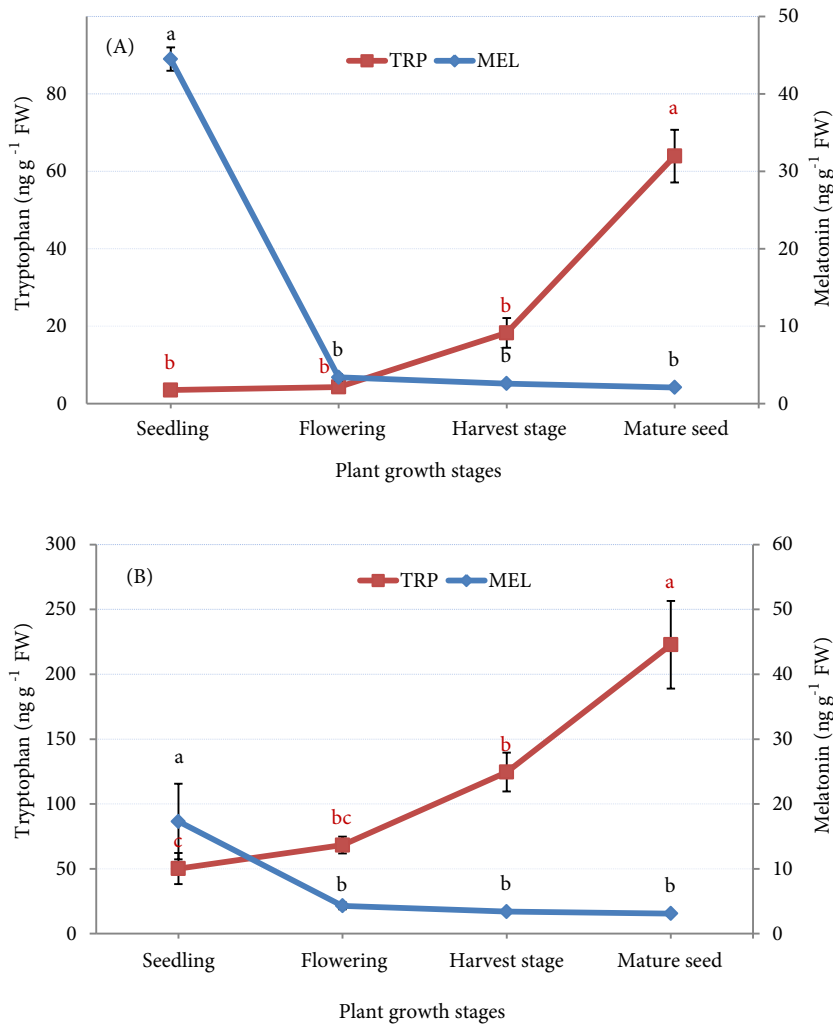 (A)
TRP MEL
Tryptophan (ng g⁻¹ FW)
Melatonin (ng g⁻¹ FW)
80
60
40
20
0
50
40
30
20
10
0
a
b
b
b
b
b
b
a
Seedling Flowering Harvest stage Mature seed
Plant growth stages
(B)
TRP MEL
Tryptophan (ng g⁻¹ FW)
Melatonin (ng g⁻¹ FW)
300
250
200
150
100
50
0
60
50
40
30
20
10
0
a
c
bc
b
b
b
a
b
Seedling Flowering Harvest stage Mature seed
Plant growth stages